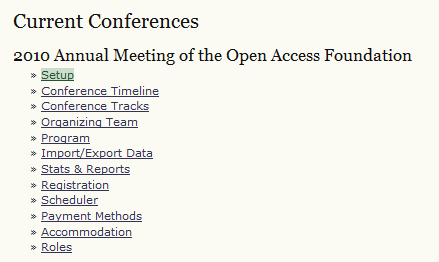 Current Conferences
2010 Annual Meeting of the Open Access Foundation
» Setup
» Conference Timeline
» Conference Tracks
» Organizing Team
» Program
» Import/Export Data
» Stats & Reports
» Registration
» Scheduler
» Payment Methods
» Accommodation
» Roles